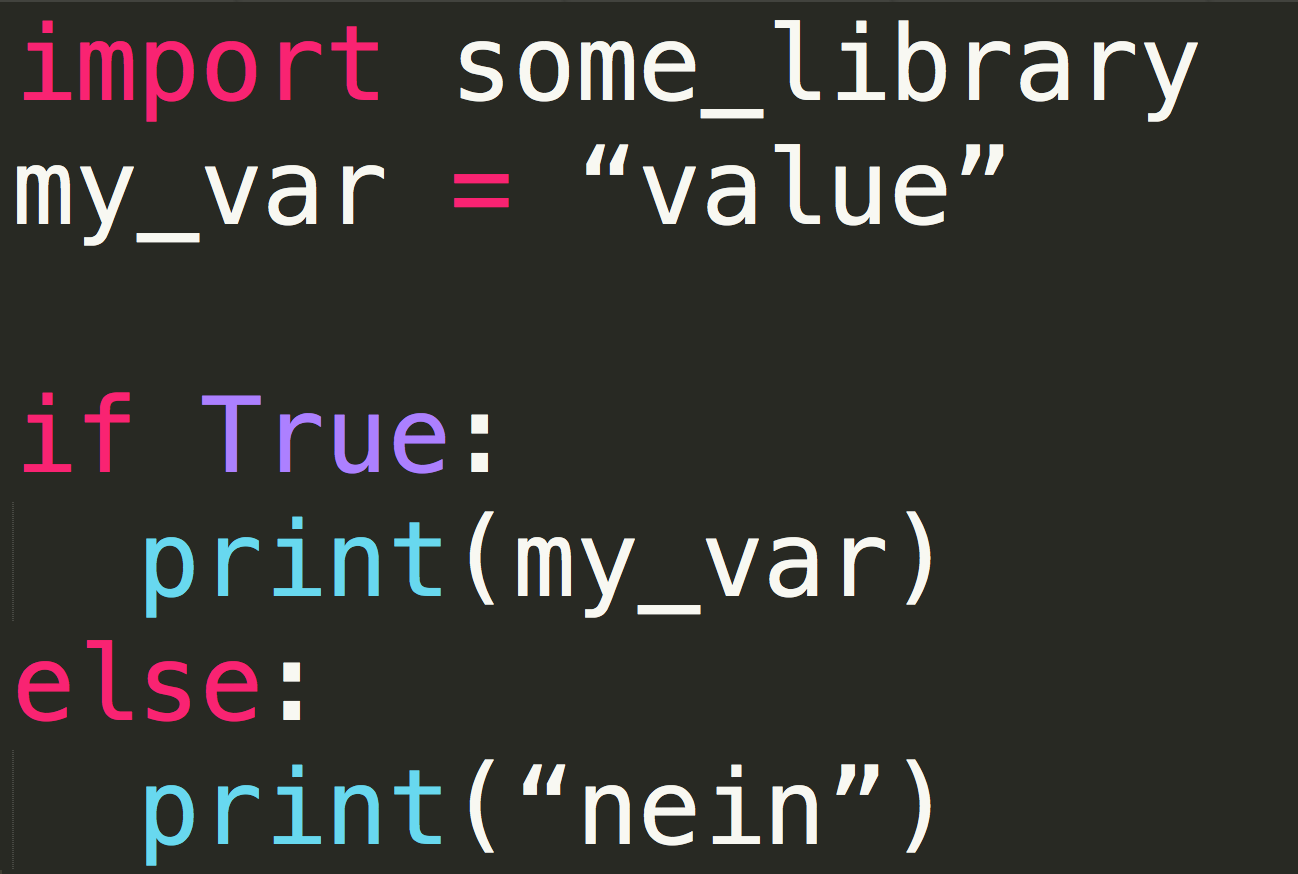 import some_library
my_var = “value”

if True:
  print(my_var)
else:
  print(“nein”)